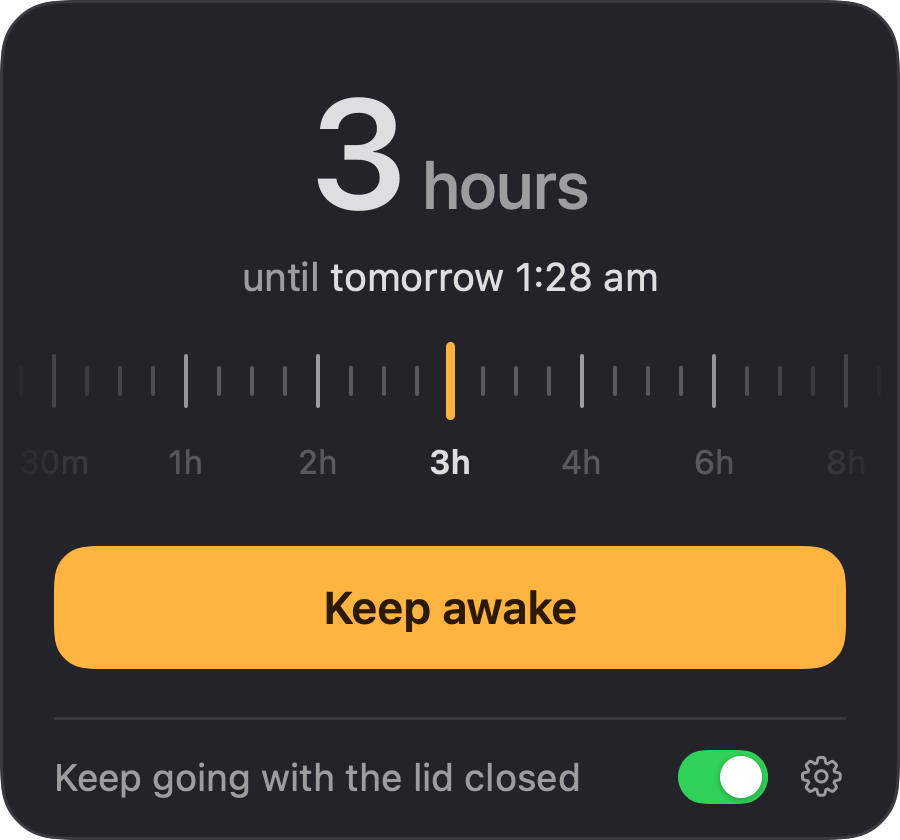 3 hours
until tomorrow 1:28 am
30m 1h 2h 3h 4h 6h 8h
Keep awake
Keep going with the lid closed